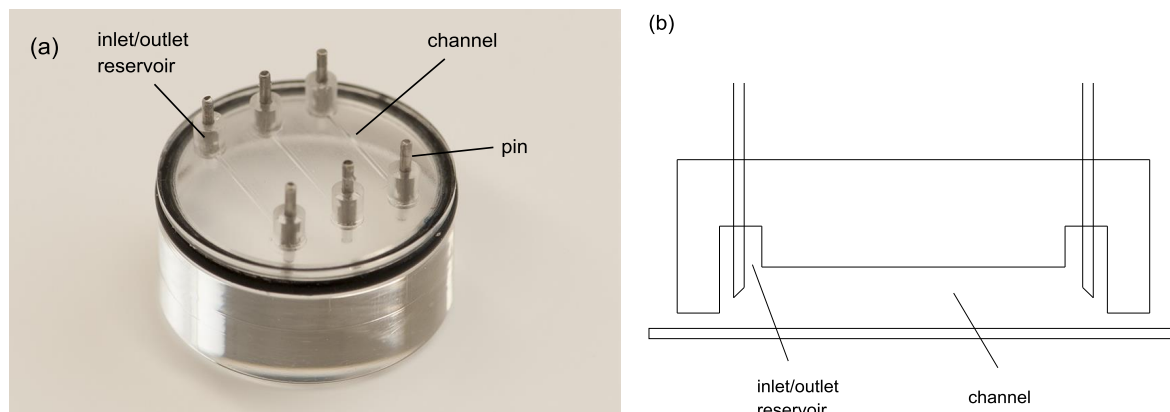 (a)
inlet/outlet
reservoir
channel
pin
(b)
inlet/outlet
reservoir
channel